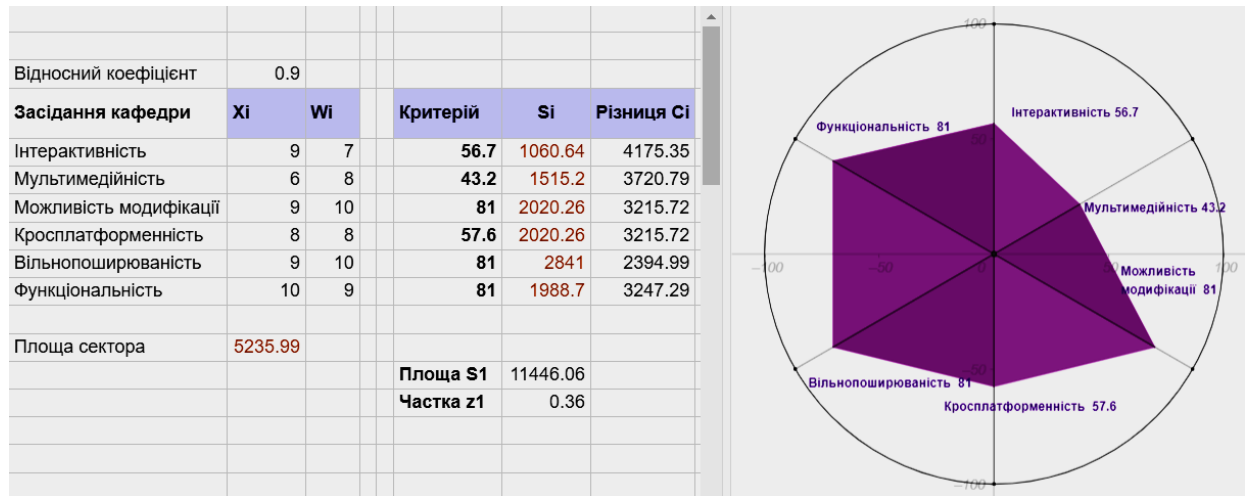 Відносний коефіцієнт 0.9
Засідання кафедри Xi Wi Критерій Si Різниця Ci
Інтерактивність 9 7 56.7 1060.64 4175.35
Мультимедійність 6 8 43.2 1515.2 3720.79
Можливість модифікації 9 10 81 2020.26 3215.72
Кросплатформенність 8 8 57.6 2020.26 3215.72
Вільнопоширюваність 9 10 81 2841 2394.99
Функціональність 10 9 81 1988.7 3247.29
Площа сектора 5235.99
Площа S1 11446.06
Частка z1 0.36
100
Інтерактивність 56.7
Функціональність 81
50
Мультимедійність 43.2
−100 −50 0 100
Можливість
модифікації 81
−50
Вільнопоширюваність 81
Кросплатформенність 57.6
−100